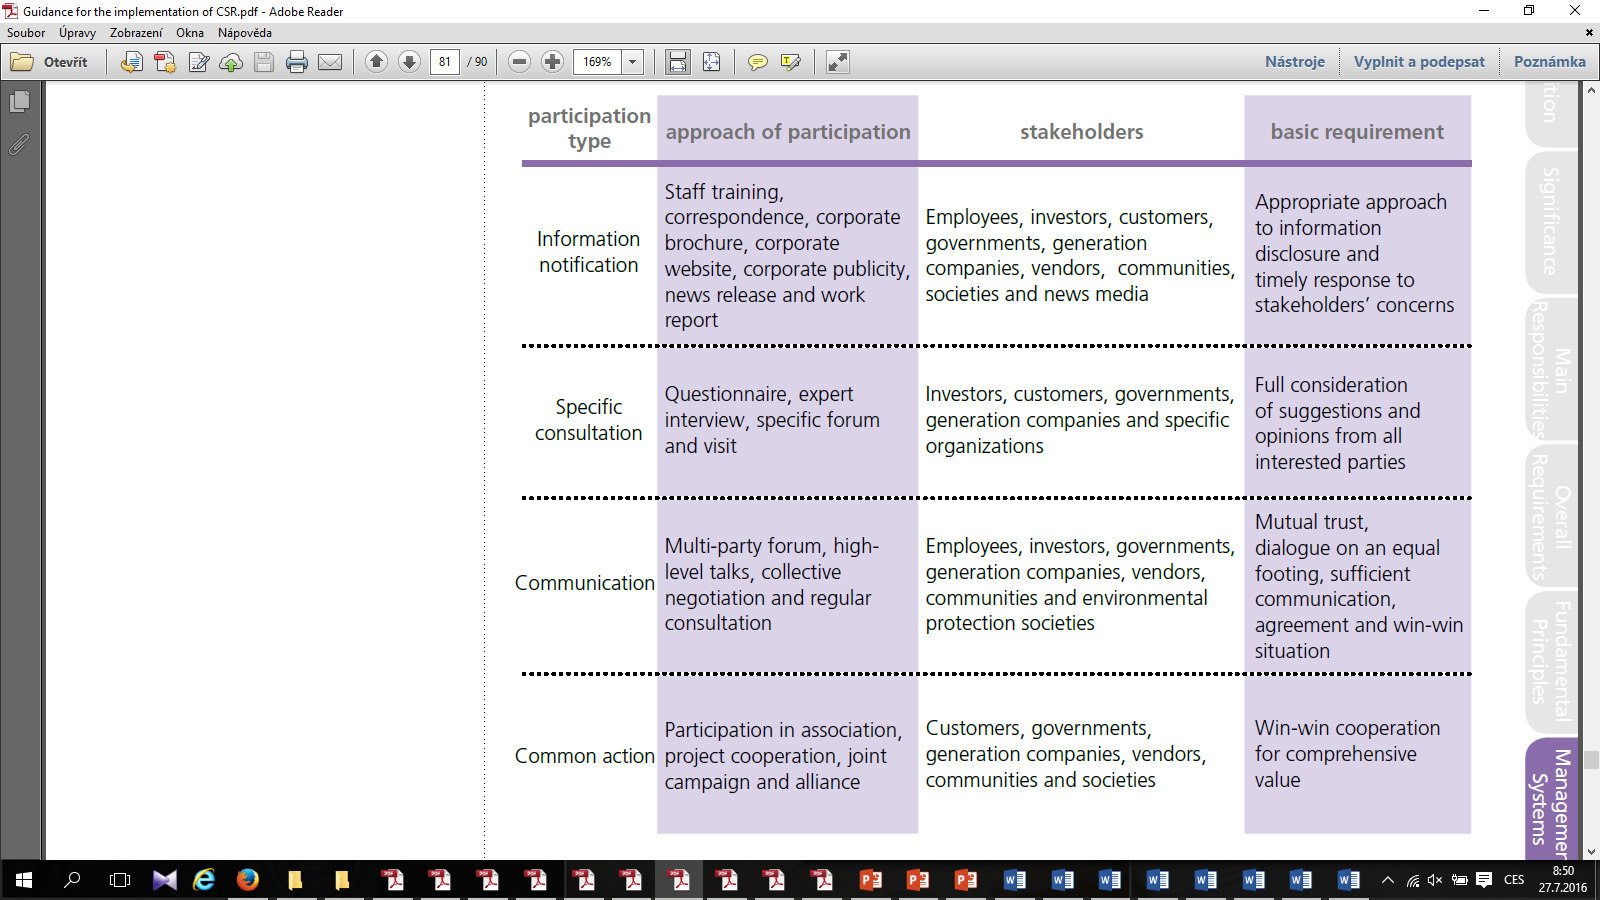 Guidance for the implementation of CSR.pdf - Adobe Reader
Soubor Úpravy Zobrazení Okna Nápověda
Otevřít 81 / 90 169% Nástroje Vyplnit a podepsat Poznámka
participation type
approach of participation
stakeholders
basic requirement
Information
notification
Staff training,
correspondence, corporate
brochure, corporate
website, corporate publicity,
news release and work
report
Employees, investors, customers,
governments, generation
companies, vendors, communities,
societies and news media
Appropriate approach
to information
disclosure and
timely response to
stakeholders’ concerns
Specific
consultation
Questionnaire, expert
interview, specific forum
and visit
Investors, customers, governments,
generation companies and specific
organizations
Full consideration
of suggestions and
opinions from all
interested parties
Communication
Multi-party forum, high-
level talks, collective
negotiation and regular
consultation
Employees, investors, governments,
generation companies, vendors,
communities and environmental
protection societies
Mutual trust,
dialogue on an equal
footing, sufficient
communication,
agreement and win-win
situation
Common action
Participation in association,
project cooperation, joint
campaign and alliance
Customers, governments,
generation companies, vendors,
communities and societies
Win-win cooperation
for comprehensive
value
tion
Significance
Main
Responsibilities
Overall
Requirements
Fundamental
Principles
Managemen
Systems
CES
8:50
27.7.2016